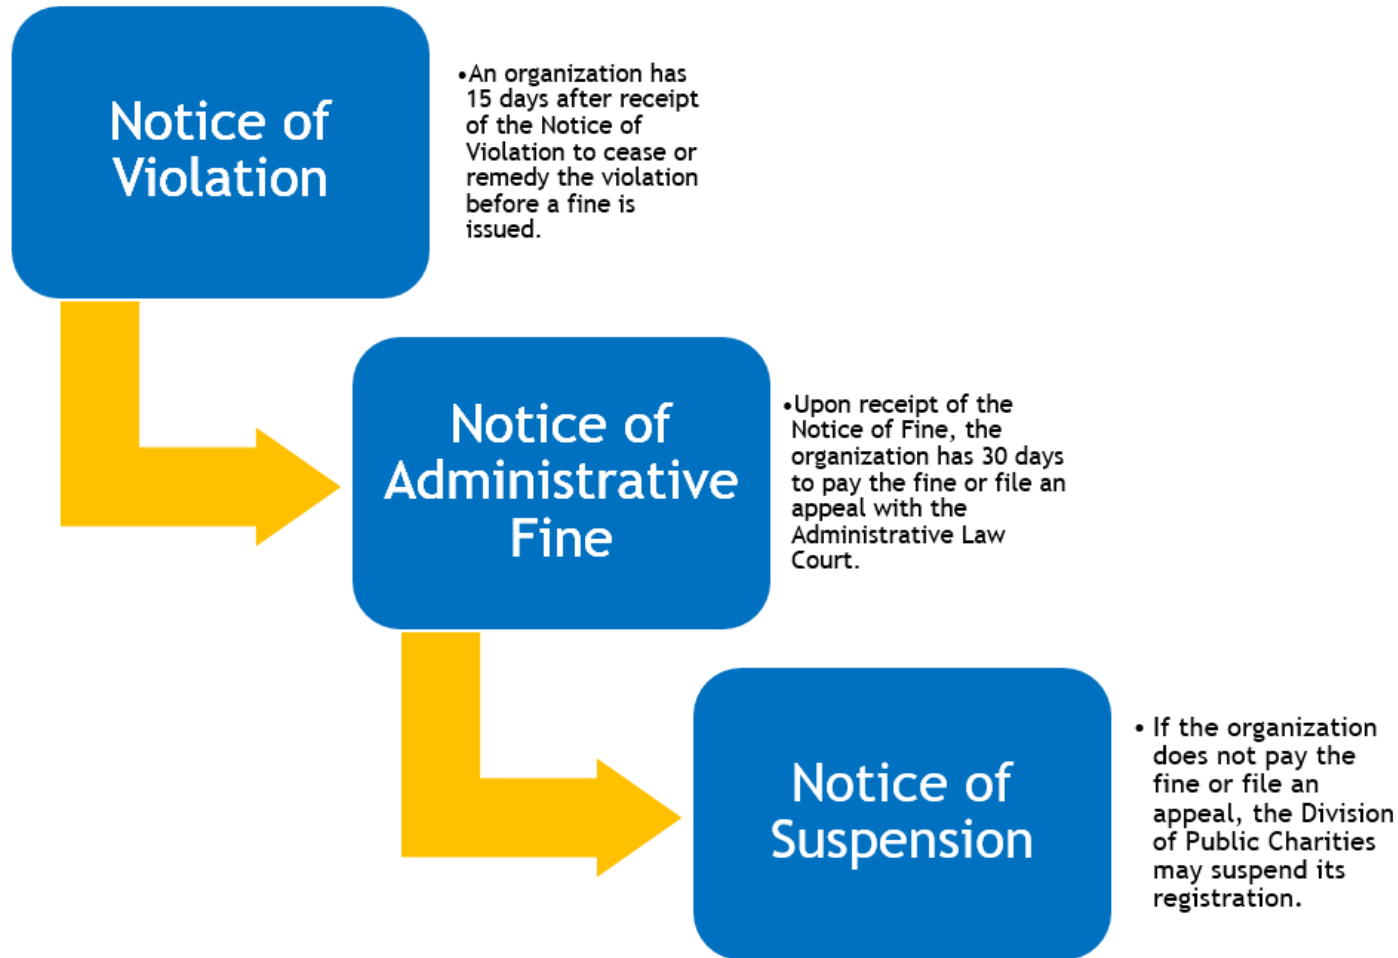 Notice of
Violation
•An organization has
15 days after receipt
of the Notice of
Violation to cease or
remedy the violation
before a fine is
issued.
Notice of
Administrative
Fine
•Upon receipt of the
Notice of Fine, the
organization has 30 days
to pay the fine or file an
appeal with the
Administrative Law
Court.
Notice of
Suspension
• If the organization
does not pay the
fine or file an
appeal, the Division
of Public Charities
may suspend its
registration.